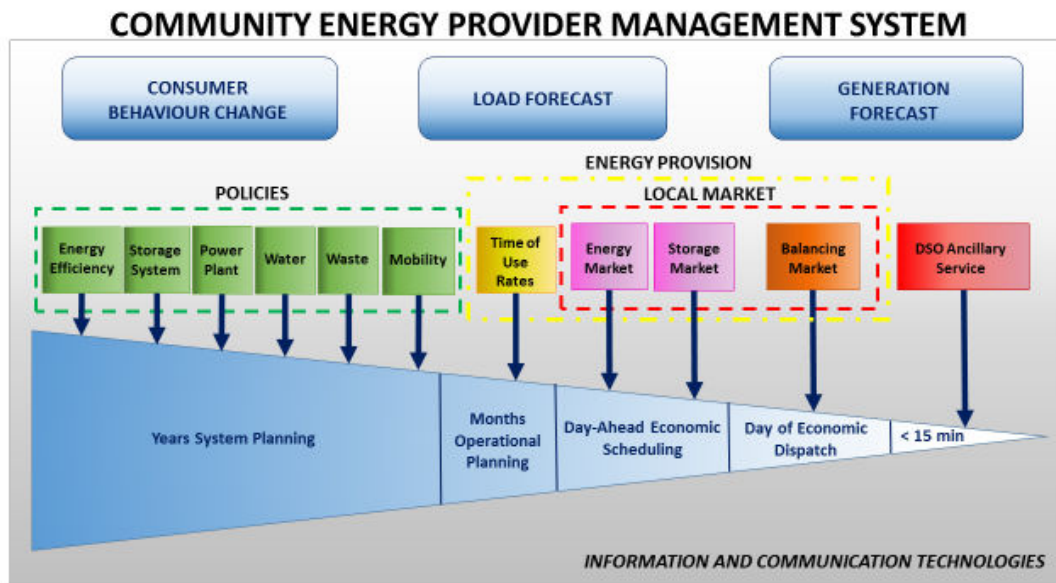 COMMUNITY ENERGY PROVIDER MANAGEMENT SYSTEM
CONSUMER
BEHAVIOUR CHANGE
LOAD FORECAST
GENERATION
FORECAST
ENERGY PROVISION
POLICIES
LOCAL MARKET
Energy
Efficiency
Storage
System
Power
Plant
Water
Waste
Mobility
Time of
Use
Rates
Energy
Market
Storage
Market
Balancing
Market
DSO Ancillary
Service
Years System Planning
Months
Operational
Planning
Day-Ahead Economic
Scheduling
Day of Economic
Dispatch
< 15 min
INFORMATION AND COMMUNICATION TECHNOLOGIES